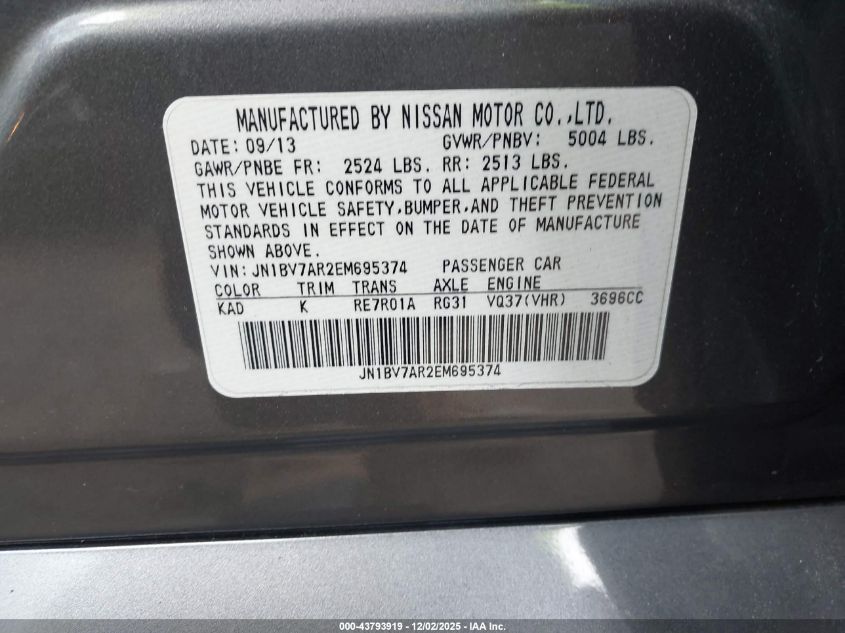 MANUFACTURED BY NISSAN MOTOR CO.,LTD.
DATE: 09/13 GVWR/PNBV: 5004 LBS.
GAWR/PNBE FR: 2524 LBS. RR: 2513 LBS.
THIS VEHICLE CONFORMS TO ALL APPLICABLE FEDERAL
MOTOR VEHICLE SAFETY,BUMPER,AND THEFT PREVENTION
STANDARDS IN EFFECT ON THE DATE OF MANUFACTURE
SHOWN ABOVE.
VIN: JN1BV7AR2EM695374 PASSENGER CAR
COLOR TRIM TRANS AXLE ENGINE
KAD K RE7R01A RG31 VQ37(VHR) 3696CC
JN1BV7AR2EM695374
000-43793919 - 12/02/2025 - IAA Inc.